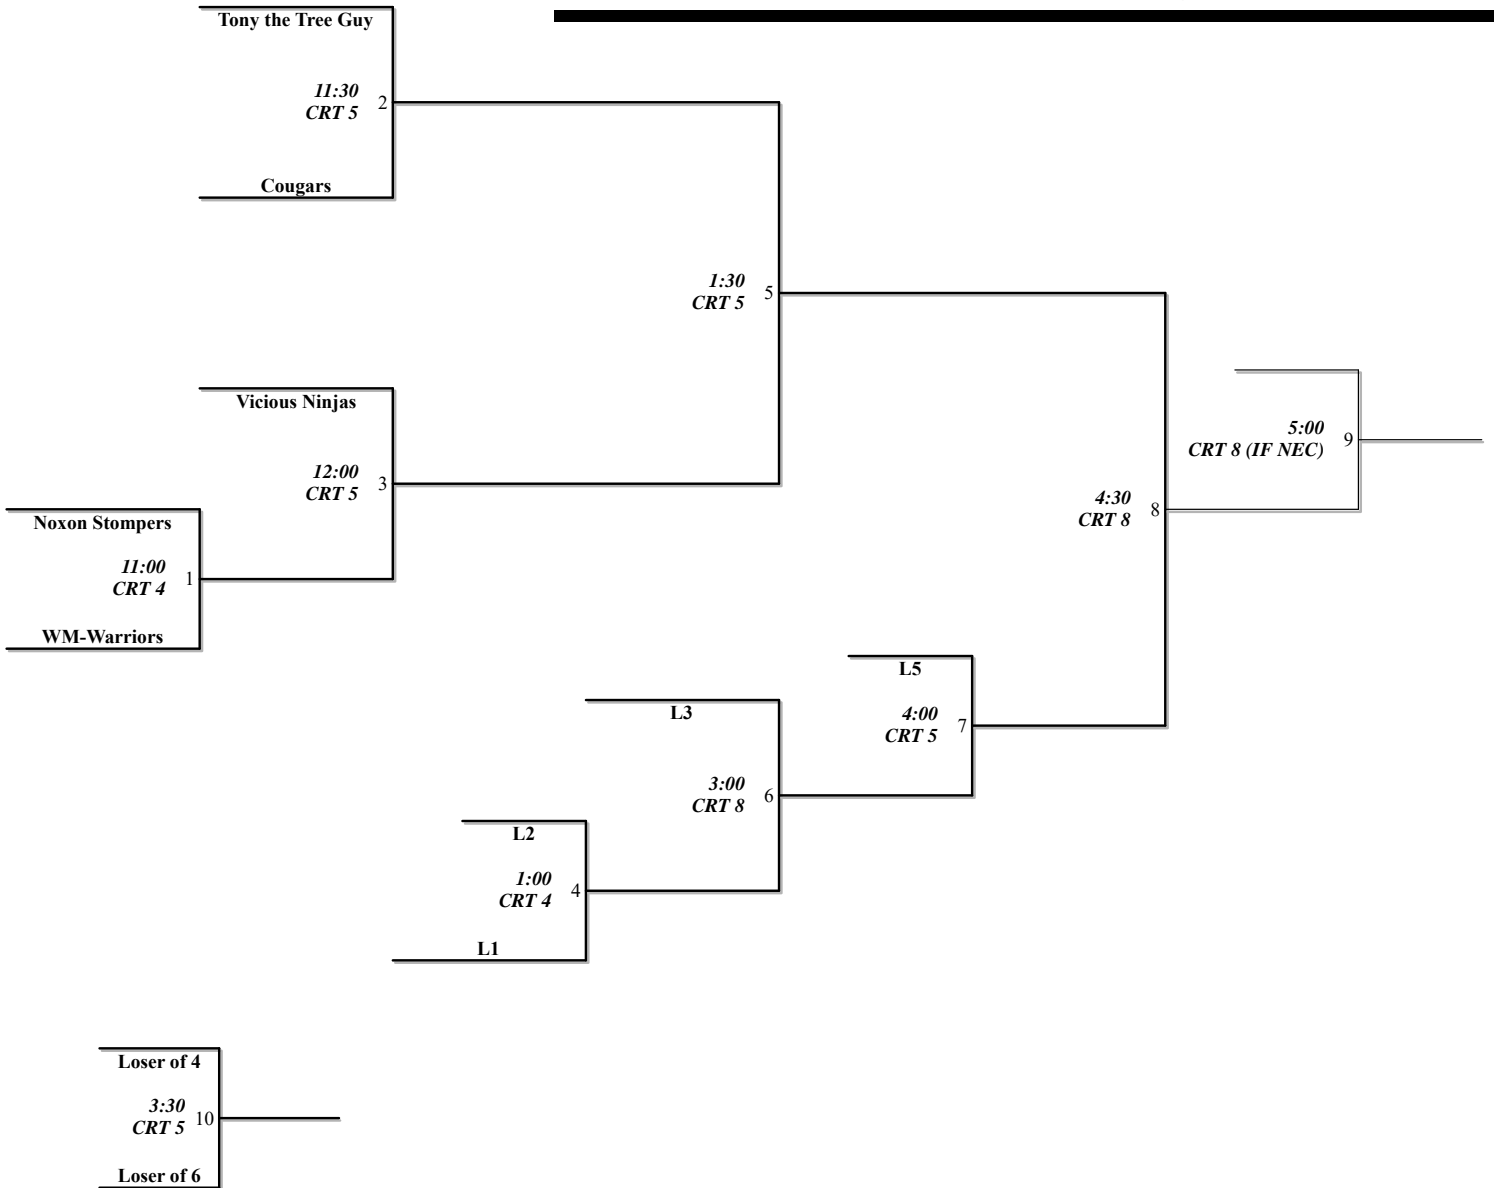 Tony the Tree Guy
11:30
CRT 5
2
Cougars
1:30
CRT 5
5
Vicious Ninjas
12:00
CRT 5
3
Noxon Stompers
11:00
CRT 4
1
WM-Warriors
5:00
CRT 8 (IF NEC)
9
4:30
CRT 8
8
L5
4:00
CRT 5
7
L3
3:00
CRT 8
6
L2
1:00
CRT 4
4
L1
Loser of 4
3:30
CRT 5
10
Loser of 6